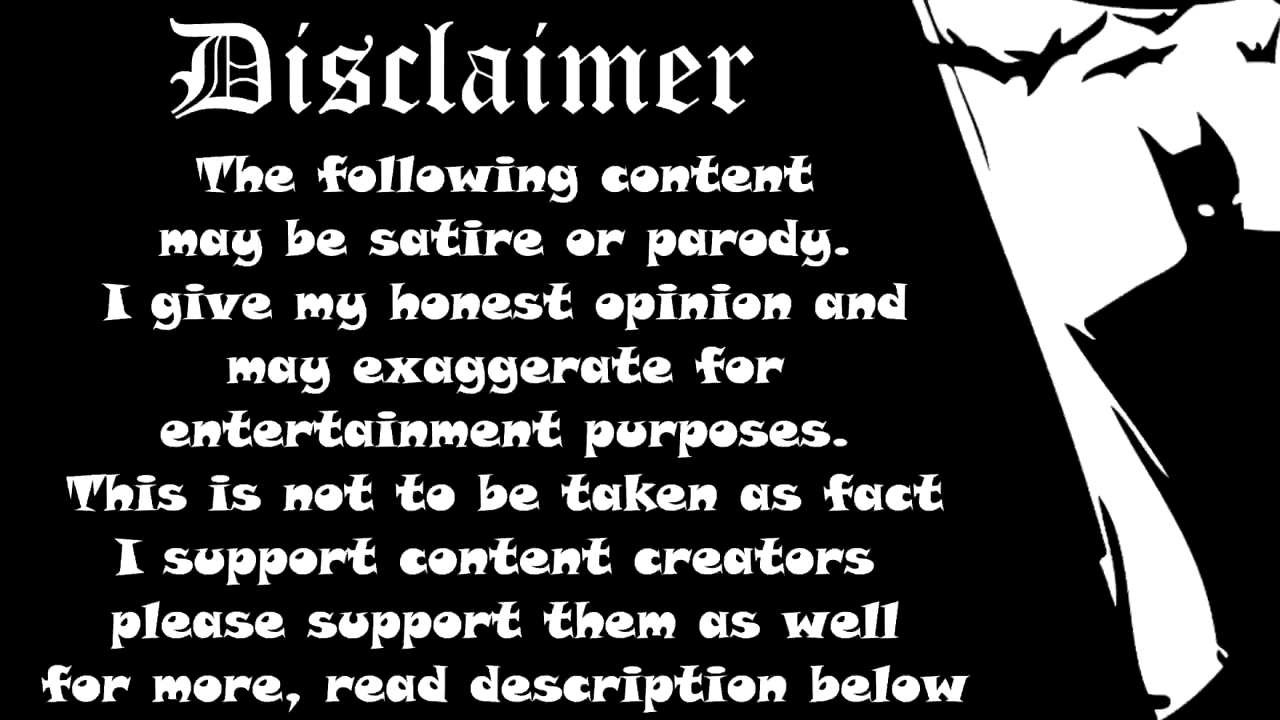 Disclaimer
The following content
may be satire or parody.
I give my honest opinion and
may exaggerate for
entertainment purposes.
This is not to be taken as fact
I support content creators
please support them as well
for more, read description below